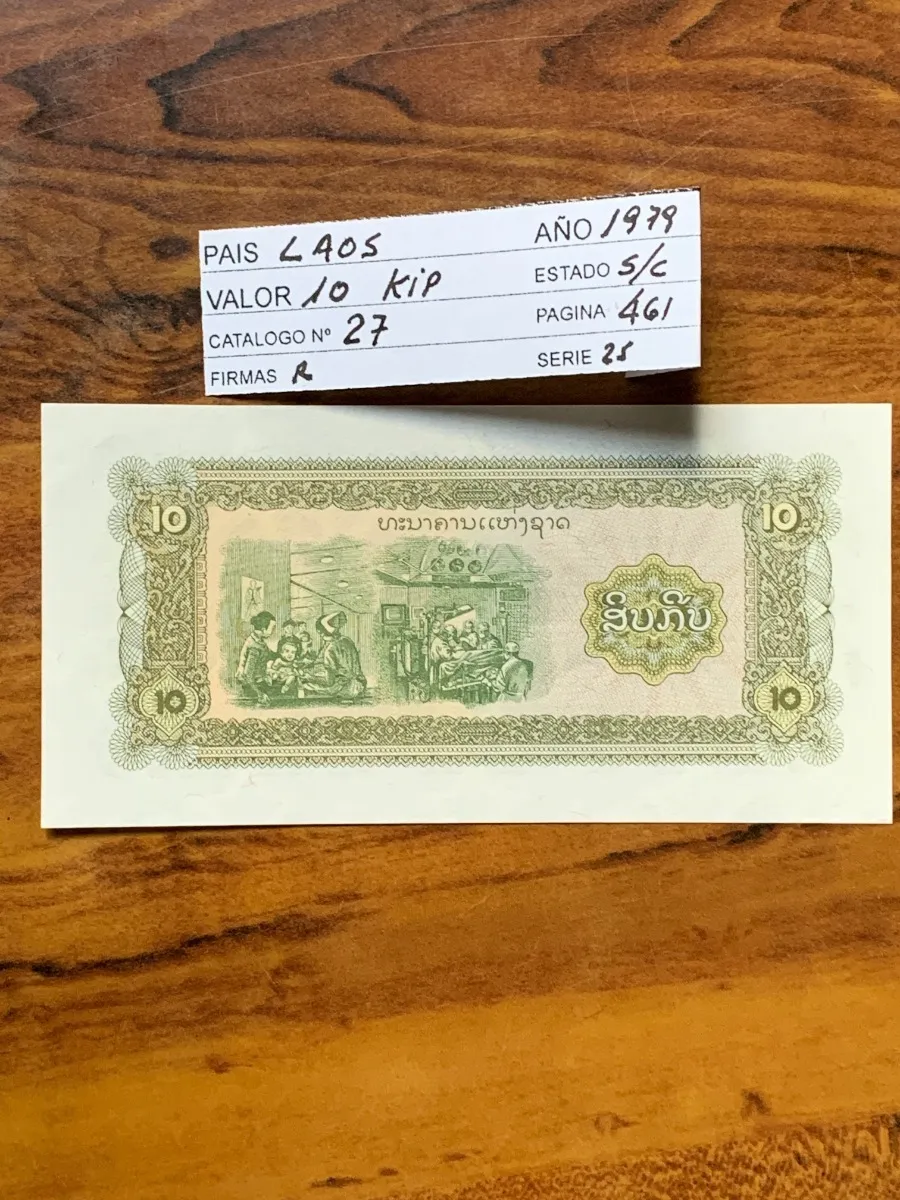 PAIS LAOS AÑO 1979
VALOR 10 KiP ESTADO S/C
CATALOGO Nº 27 PAGINA 461
FIRMAS R SERIE 25
10 ທະນາຄານແຫ່ງຊາດ 10
ສິບກີບ
10 10